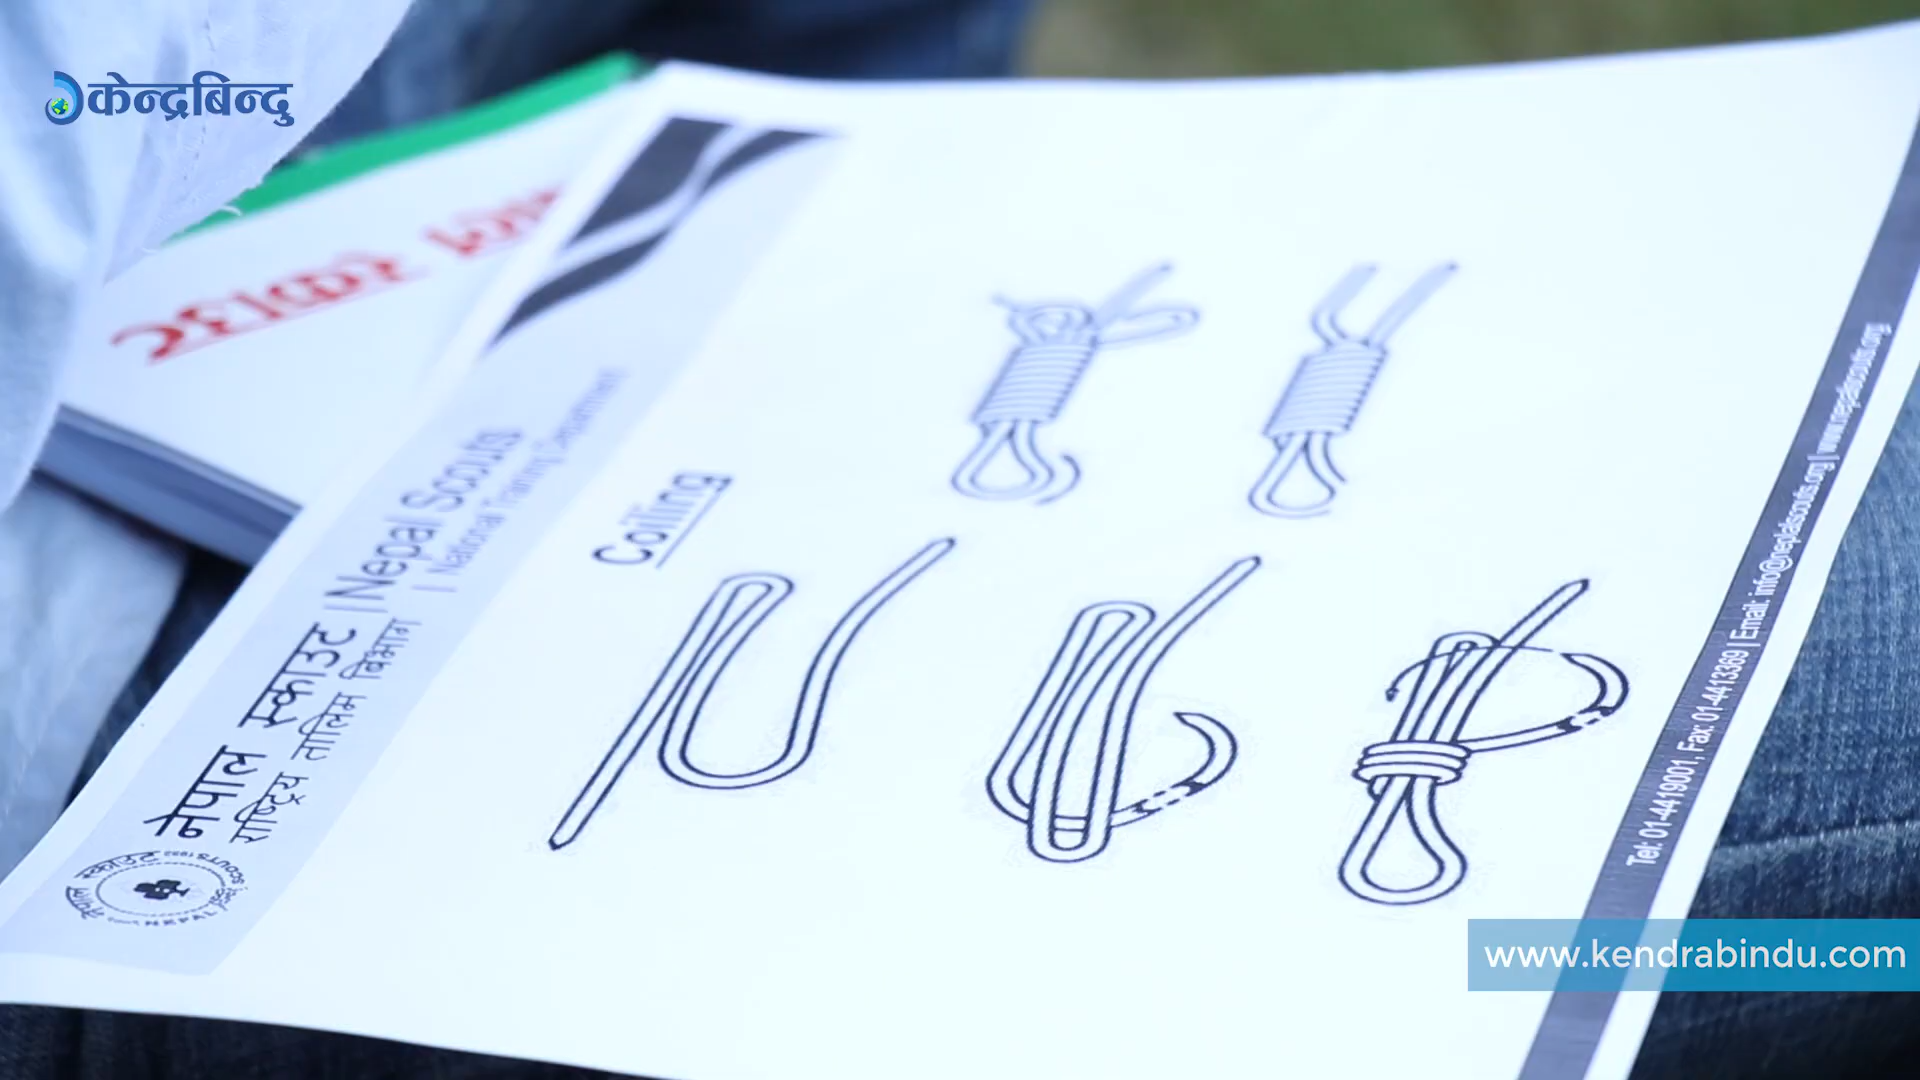 केन्द्रबिन्दु
नेपाल स्काउट | Nepal Scouts
राष्ट्रिय तालिम बिभाग | National Training Department
Coiling
Tel: 01-4419001, Fax: 01-4413369 | Email: info@neplalscouts.org | www.nepalscouts.org
www.kendrabindu.com